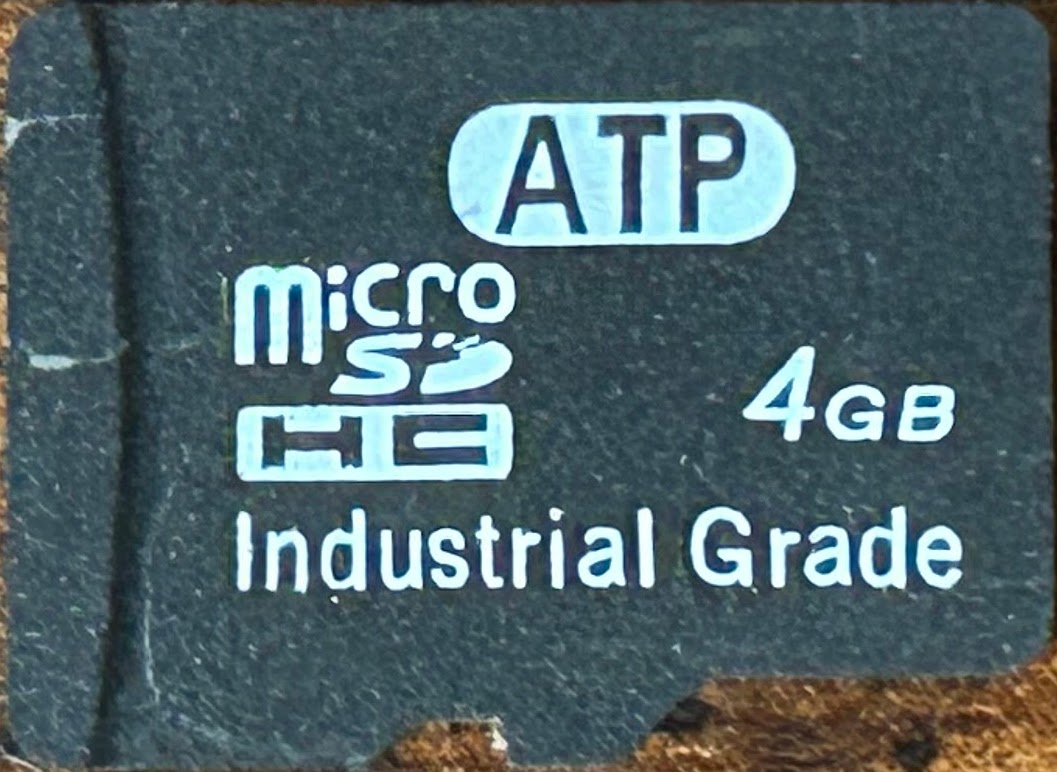 ATP
micro
SD
HC
4GB
Industrial Grade